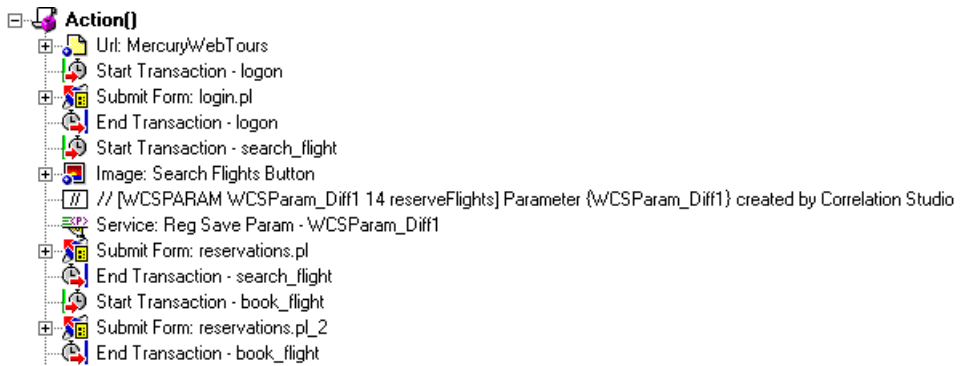 Action()
Url: MercuryWebTours
Start Transaction - logon
Submit Form: login.pl
End Transaction - logon
Start Transaction - search_flight
Image: Search Flights Button
// // [WCSPARAM WCSParam_Diff1 14 reserveFlights] Parameter {WCSParam_Diff1} created by Correlation Studio
<P> Service: Reg Save Param - WCSParam_Diff1
Submit Form: reservations.pl
End Transaction - search_flight
Start Transaction - book_flight
Submit Form: reservations.pl_2
End Transaction - book_flight